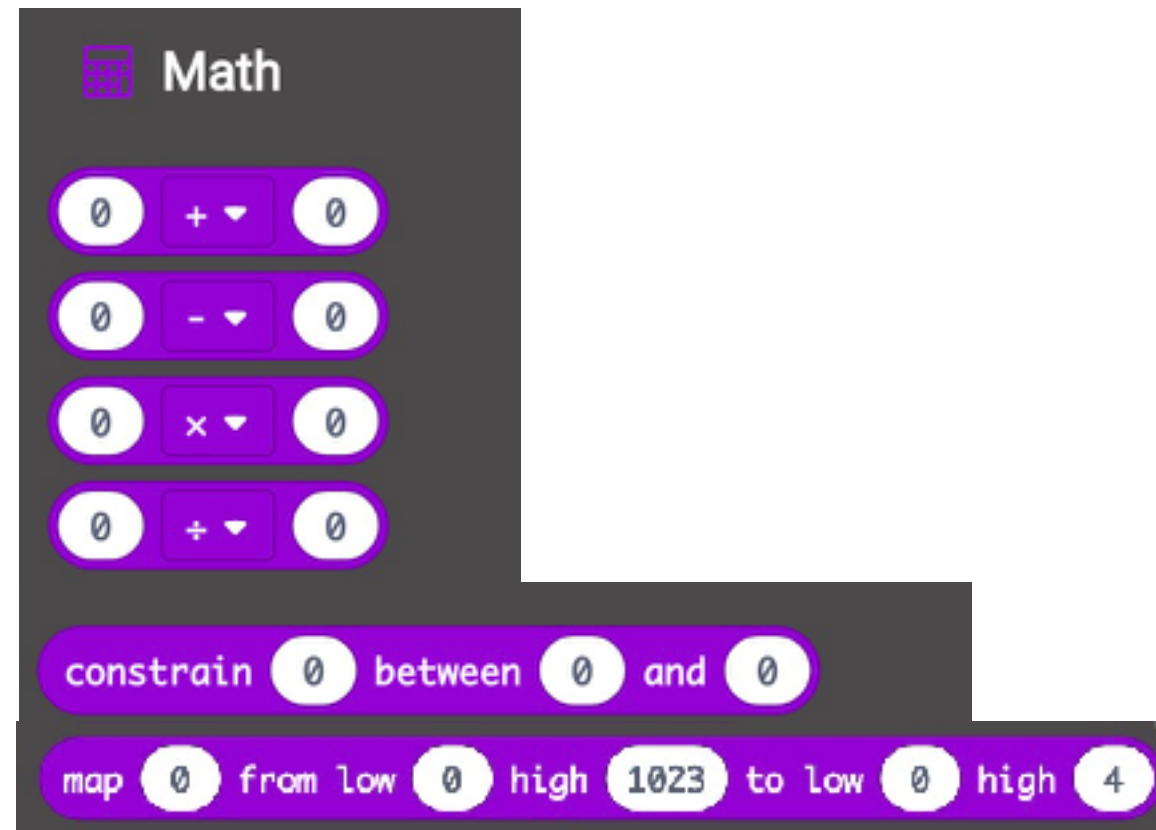 Math
0 + 0
0 - 0
0 × 0
0 ÷ 0
constrain 0 between 0 and 0
map 0 from low 0 high 1023 to low 0 high 4